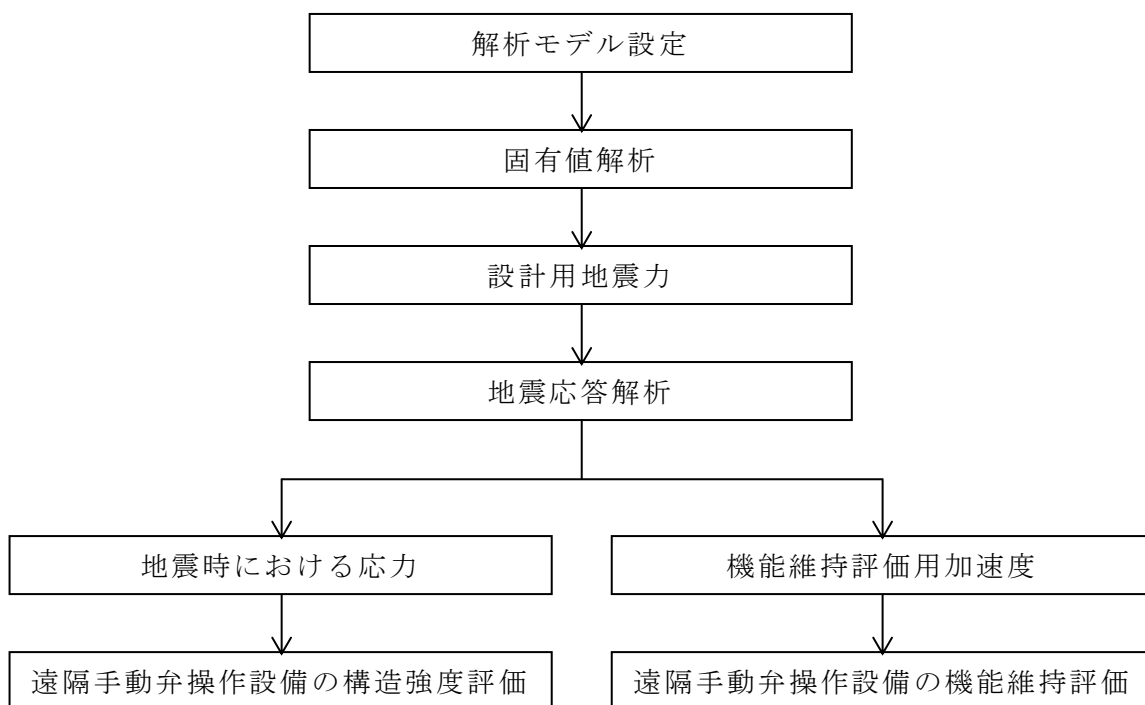 解析モデル設定
固有値解析
設計用地震力
地震応答解析
地震時における応力
機能維持評価用加速度
遠隔手動弁操作設備の構造強度評価
遠隔手動弁操作設備の機能維持評価